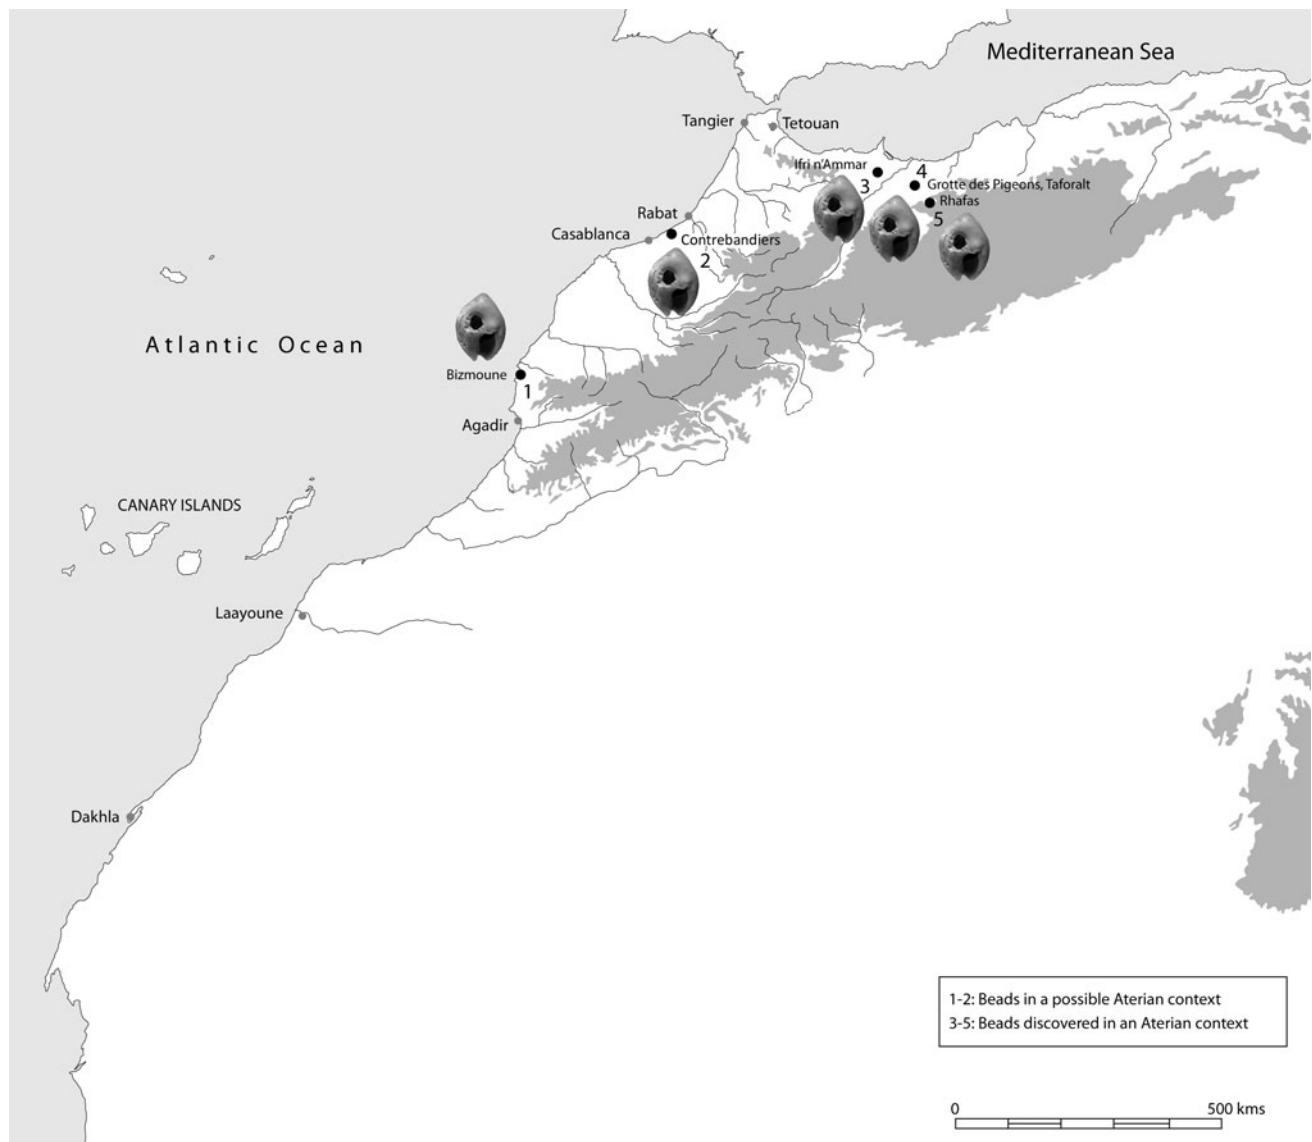 Mediterranean Sea
Tangier
Tetouan
Ifri n'Ammar
3
4
Grotte des Pigeons, Taforalt
Rhafas
5
Rabat
Casablanca
Contrebandiers
2
Atlantic Ocean
Bizmoune
1
Agadir
CANARY ISLANDS
Laayoune
Dakhla
1-2: Beads in a possible Aterian context
3-5: Beads discovered in an Aterian context
0 500 kms